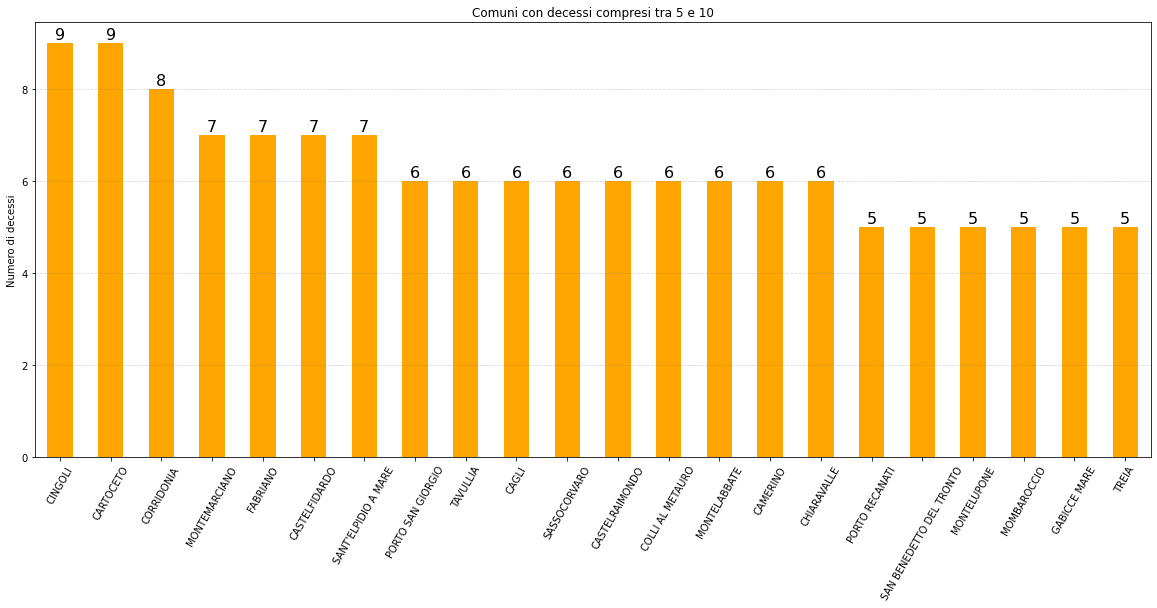 Comuni con decessi compresi tra 5 e 10
Numero di decessi
8
6
4
2
0
9
9
8
7
7
7
7
6
6
6
6
6
6
6
6
6
5
5
5
5
5
5
CINGOLI
CARTOCETO
CORRIDONIA
MONTEMARCIANO
FABRIANO
CASTELFIDARDO
SANT'ELPIDIO A MARE
PORTO SAN GIORGIO
TAVULLIA
CAGLI
SASSOCORVARO
CASTELRAIMONDO
COLLI AL METAURO
MONTELABBATE
CAMERINO
CHIARAVALLE
PORTO RECANATI
SAN BENEDETTO DEL TRONTO
MONTELUPONE
MOMBAROCCIO
GABICCE MARE
TREIA